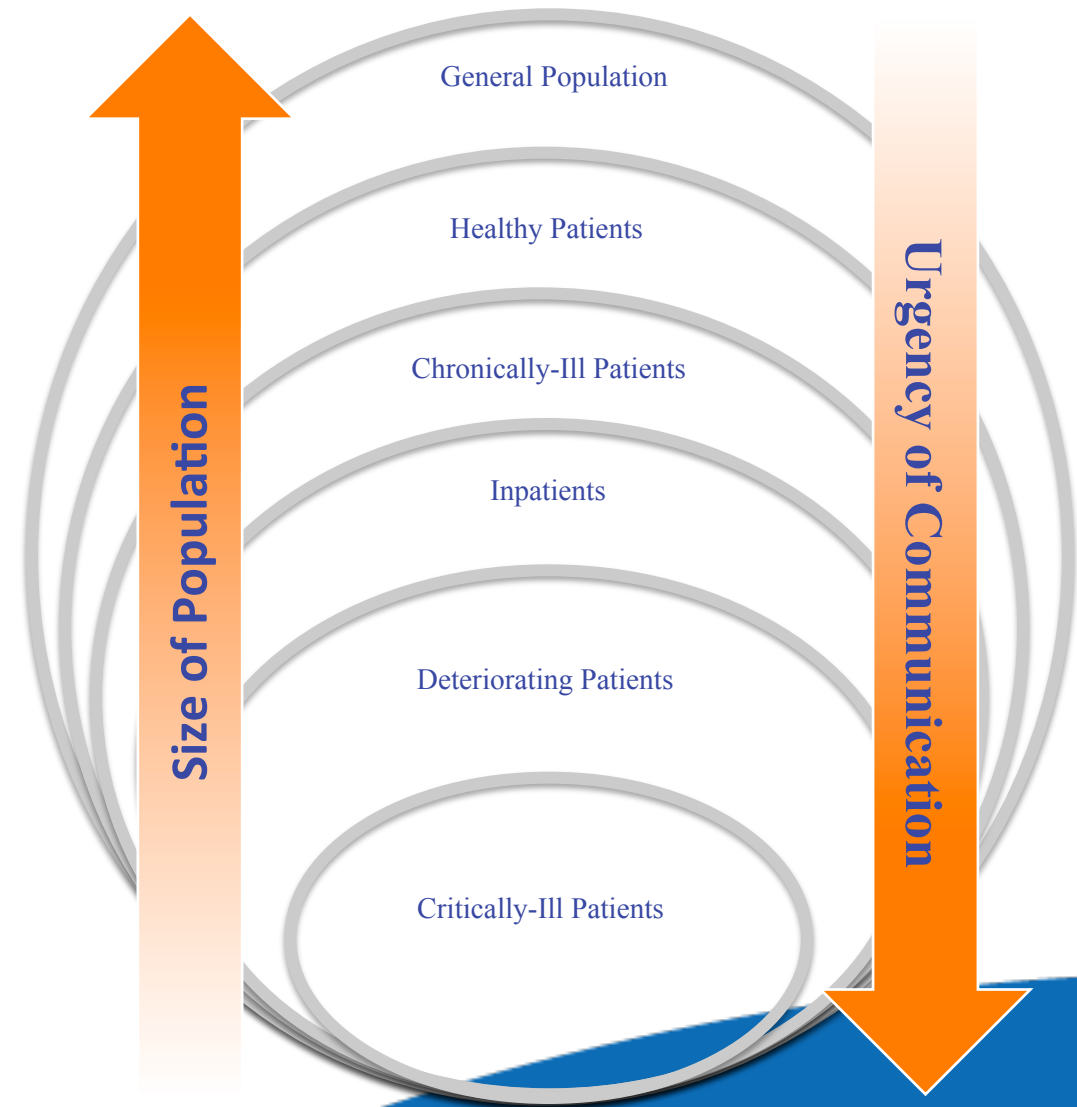 General Population
Healthy Patients
Chronically-Ill Patients
Inpatients
Deteriorating Patients
Critically-Ill Patients
Size of Population
Urgency of Communication